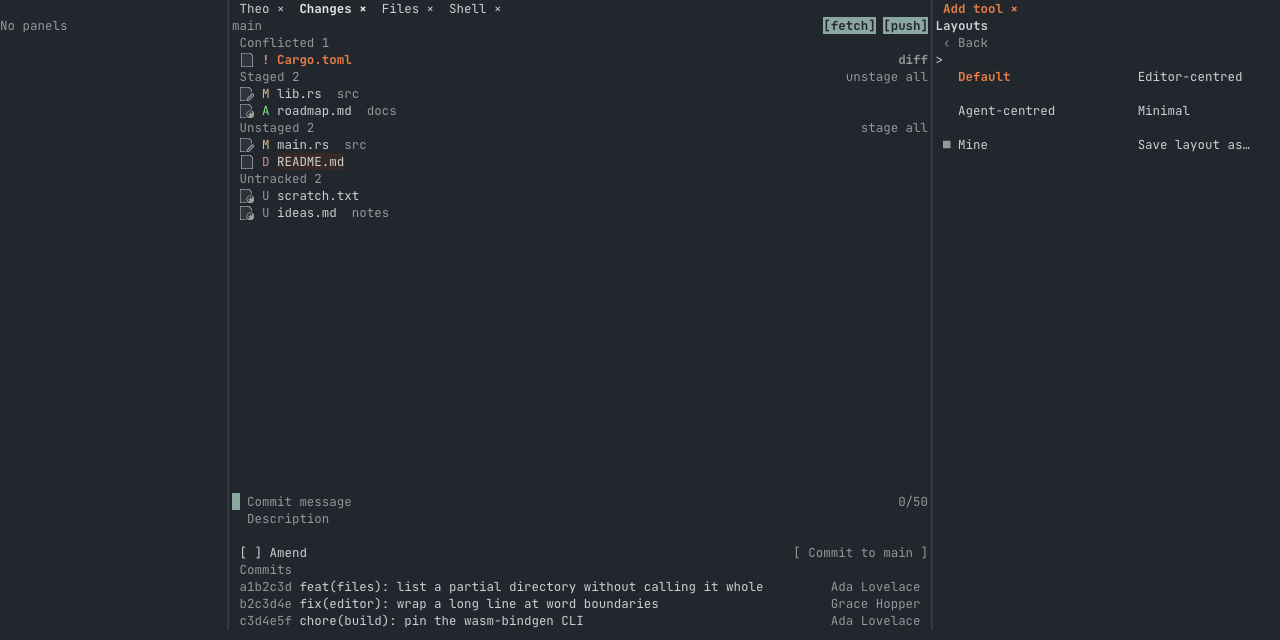 No panels
Theo × Changes × Files × Shell ×
main [fetch] [push]
Conflicted 1
! Cargo.toml diff
Staged 2 unstage all
M lib.rs src
A roadmap.md docs
Unstaged 2 stage all
M main.rs src
D README.md
Untracked 2
U scratch.txt
U ideas.md notes
Commit message 0/50
Description
[ ] Amend [ Commit to main ]
Commits
a1b2c3d feat(files): list a partial directory without calling it whole Ada Lovelace
b2c3d4e fix(editor): wrap a long line at word boundaries Grace Hopper
c3d4e5f chore(build): pin the wasm-bindgen CLI Ada Lovelace
Add tool ×
Layouts
‹ Back
>
Default Editor-centred
Agent-centred Minimal
■ Mine Save layout as…